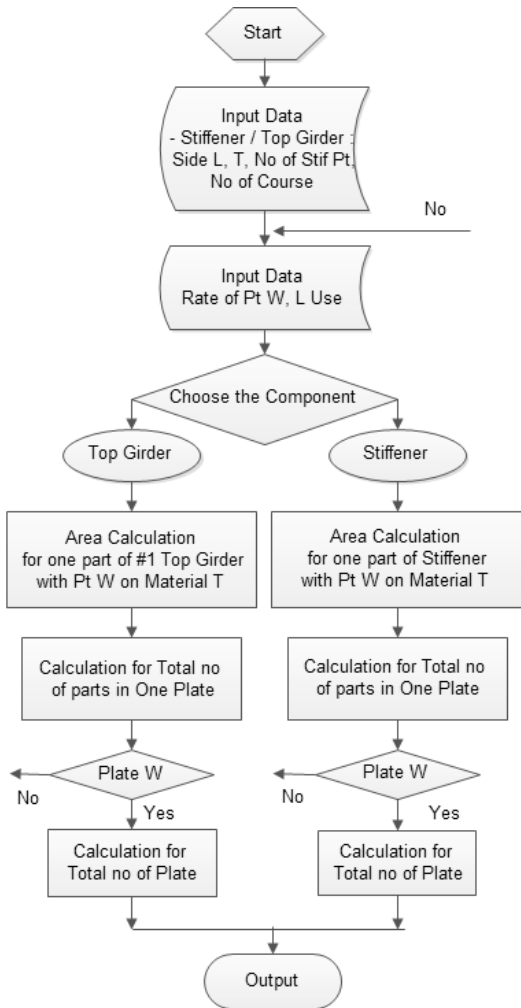 Start
Input Data
- Stiffener / Top Girder :
Side L, T, No of Stif Pt,
No of Course
No
Input Data
Rate of Pt W, L Use
Choose the Component
Top Girder
Stiffener
Area Calculation
for one part of #1 Top Girder
with Pt W on Material T
Area Calculation
for one part of Stiffener
with Pt W on Material T
Calculation for Total no
of parts in One Plate
Calculation for Total no
of parts in One Plate
Plate W
No
Yes
Plate W
No
Yes
Calculation for
Total no of Plate
Calculation for
Total no of Plate
Output